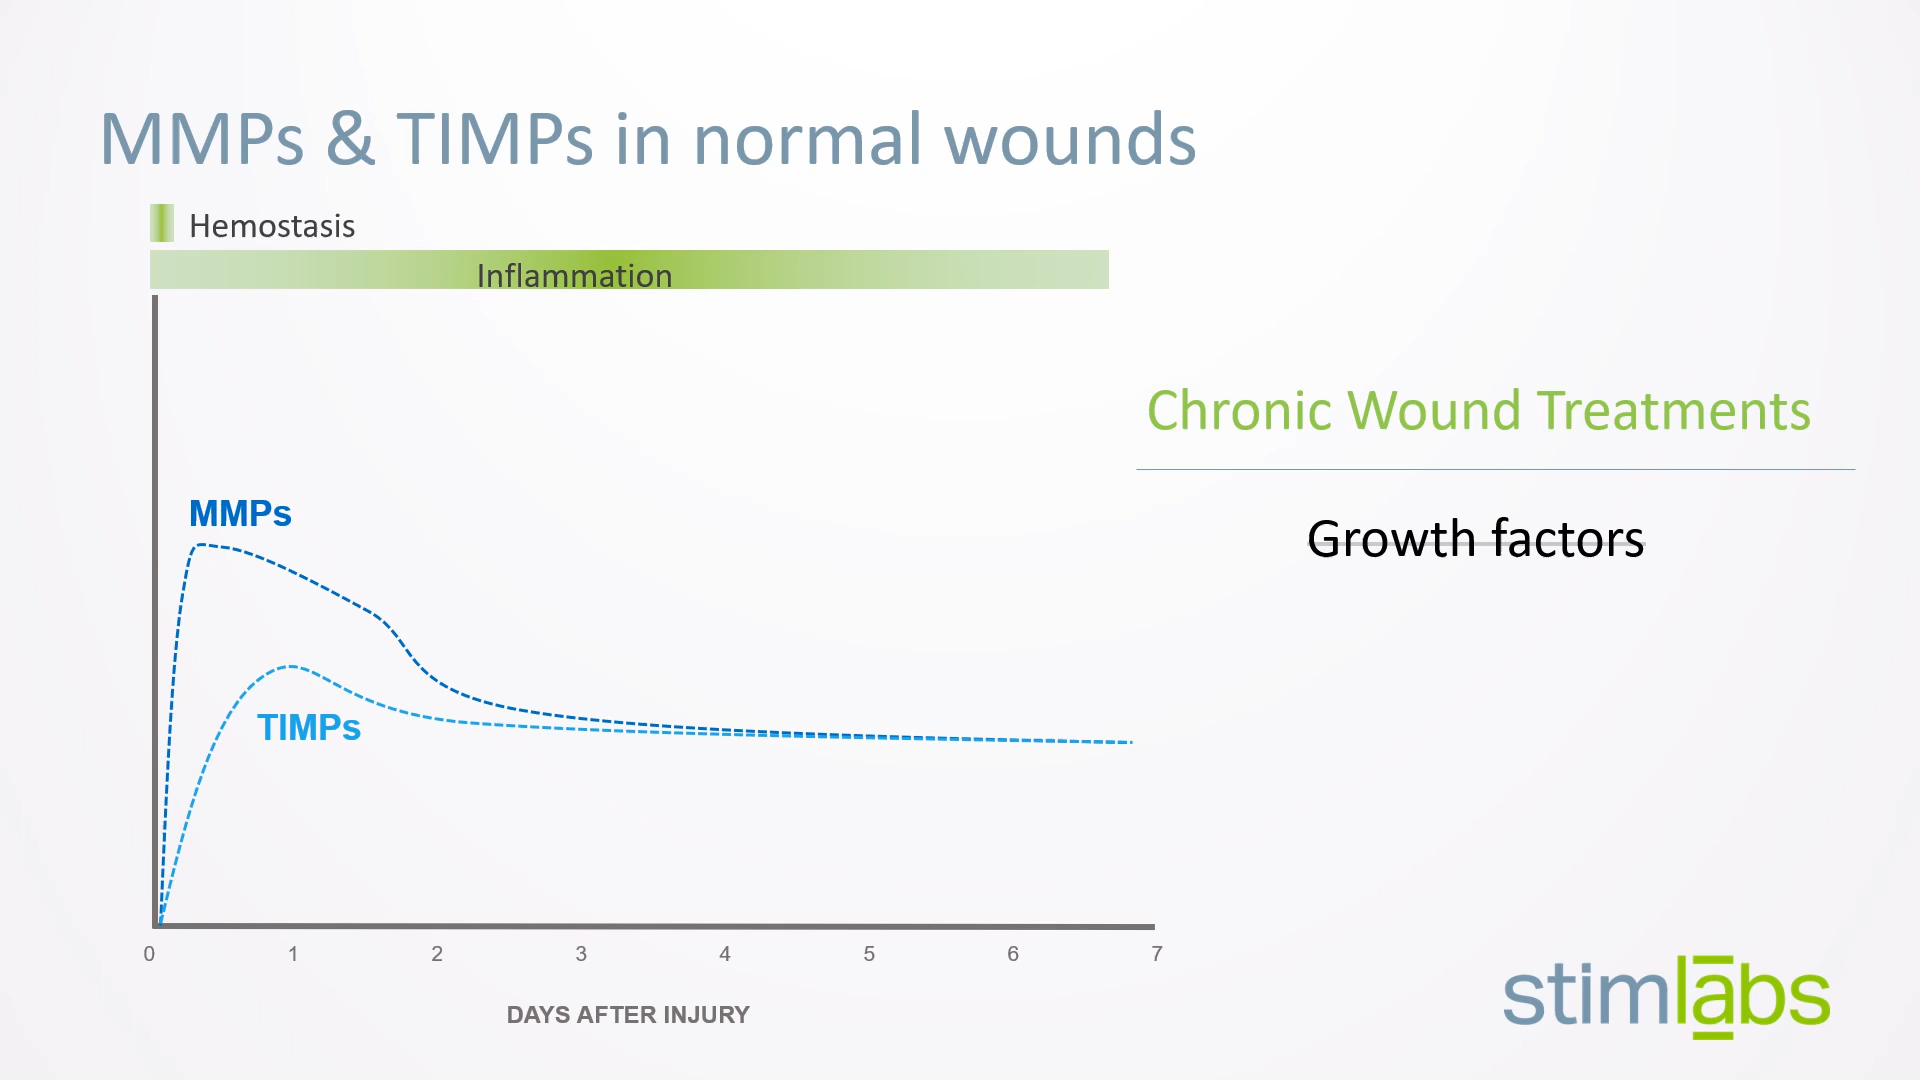 MMPs & TIMPs in normal wounds
Hemostasis
Inflammation
Chronic Wound Treatments
Growth factors
MMPs
TIMPs
0 1 2 3 4 5 6 7
DAYS AFTER INJURY
stimlabs